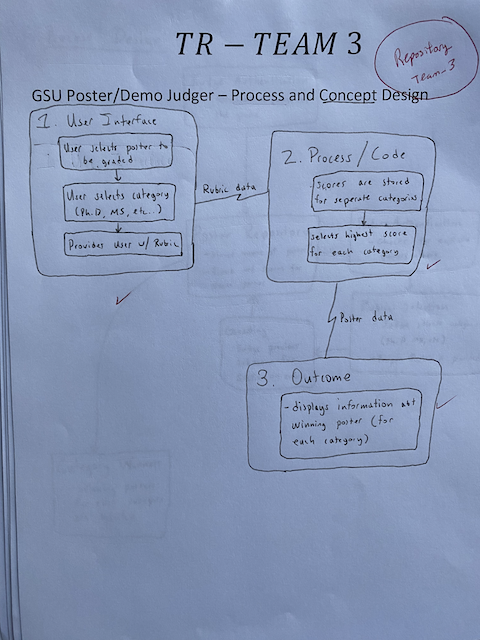 TR – TEAM 3
Repository
Team-3
GSU Poster/Demo Judger – Process and Concept Design
1. User Interface
User selects poster to
be graded
User selects category
(Ph.D, MS, etc...)
Provides User w/ Rubric
Rubric data
2. Process/Code
Scores are stored
for seperate categories
selects highest score
for each category
Poster data
3. Outcome
- displays information abt
winning poster (for
each category)